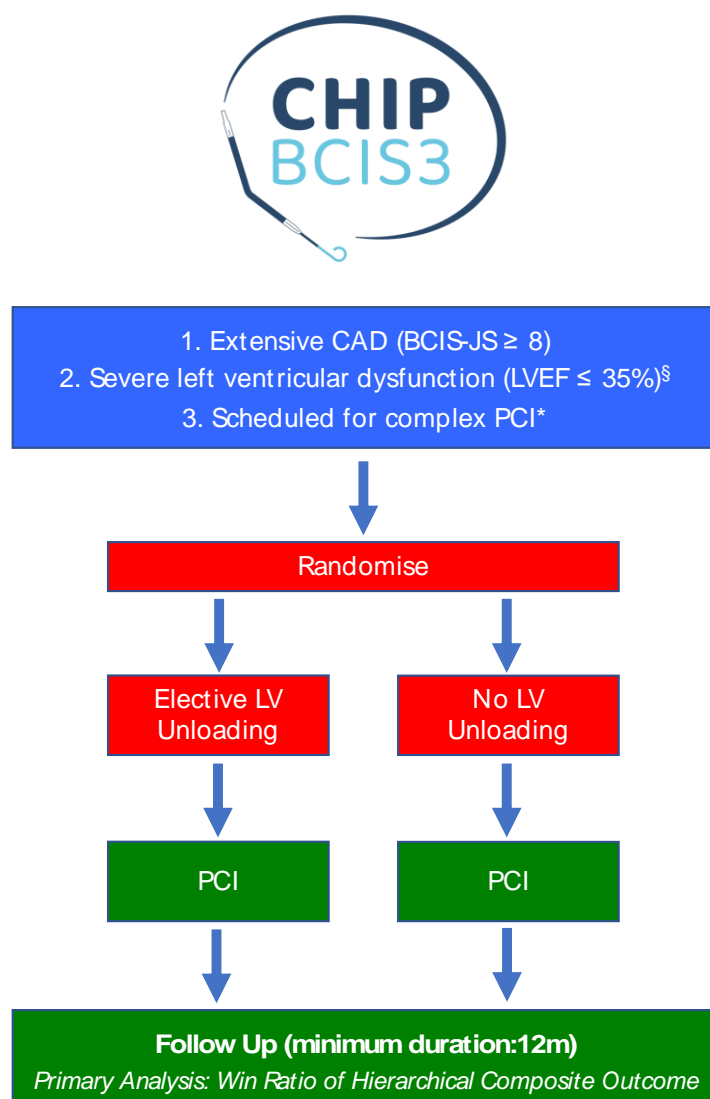 CHIP
BCIS3
1. Extensive CAD (BCIS-JS ≥ 8)
2. Severe left ventricular dysfunction (LVEF ≤ 35%)§
3. Scheduled for complex PCI*
Randomise
Elective LV
Unloading
No LV
Unloading
PCI
PCI
Follow Up (minimum duration:12m)
Primary Analysis: Win Ratio of Hierarchical Composite Outcome